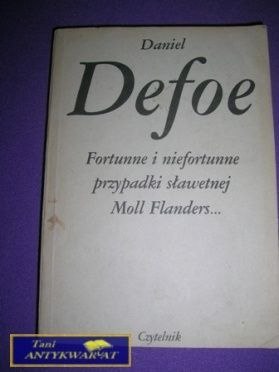 Daniel
Defoe
Fortunne i niefortunne
przypadki sławetnej
Moll Flanders...
Czytelnik
Tani
ANTYKWARIAT